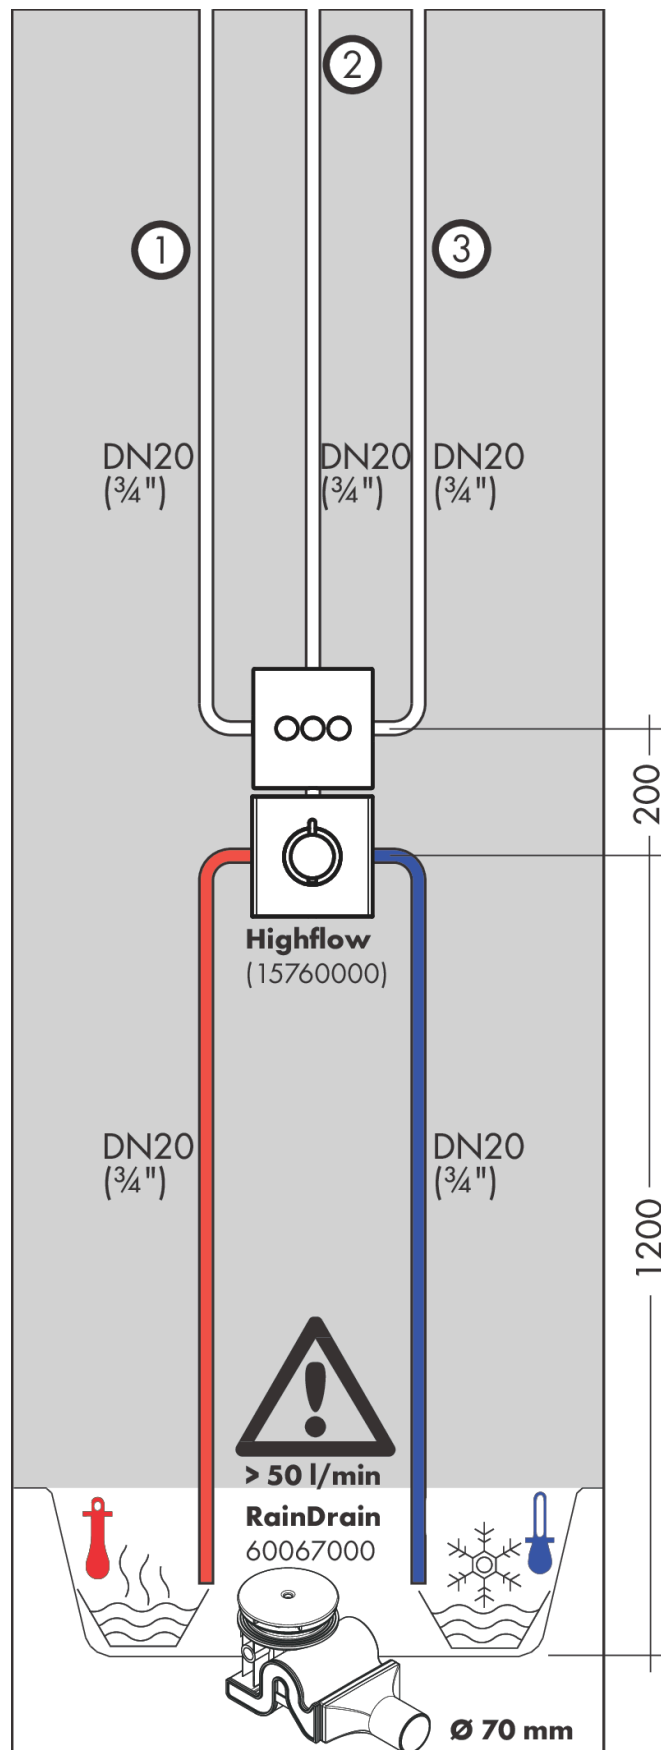 2
1
3
DN20
(¾")
DN20
(¾")
DN20
(¾")
200
Highflow
(15760000)
DN20
(¾")
DN20
(¾")
1200
> 50 l/min
RainDrain
60067000
Ø 70 mm